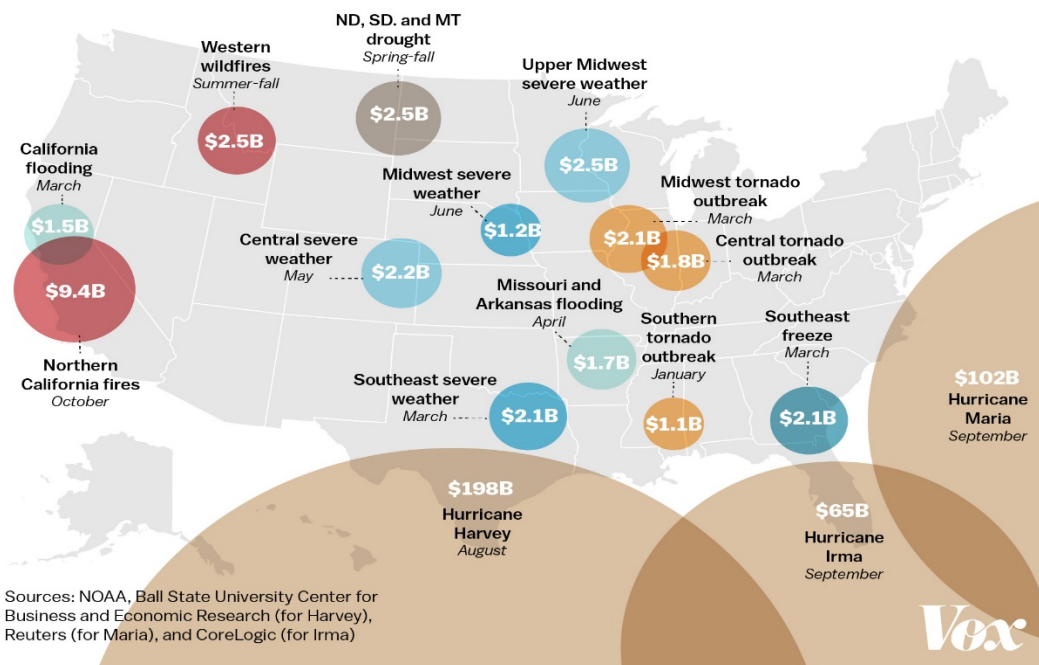 ND, SD. and MT
drought
Spring-fall
$2.5B
Western
wildfires
Summer-fall
$2.5B
Upper Midwest
severe weather
June
$2.5B
California
flooding
March
$1.5B
Midwest severe
weather
June
$1.2B
Midwest tornado
outbreak
March
$2.1B
Central severe
weather
May
$2.2B
Central tornado
outbreak
March
$1.8B
$9.4B
Northern
California fires
October
Missouri and
Arkansas flooding
April
$1.7B
Southern
tornado
outbreak
January
$1.1B
Southeast
freeze
March
$2.1B
Southeast severe
weather
March
$2.1B
$102B
Hurricane
Maria
September
$198B
Hurricane
Harvey
August
$65B
Hurricane
Irma
September
Sources: NOAA, Ball State University Center for
Business and Economic Research (for Harvey),
Reuters (for Maria), and CoreLogic (for Irma)
Vox